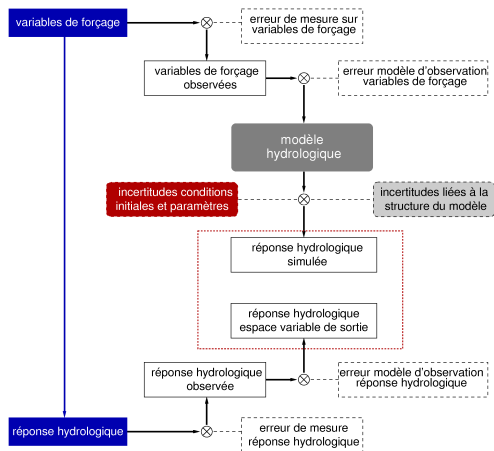 variables de forçage
erreur de mesure sur
variables de forçage
variables de forçage
observées
erreur modèle d'observation
variables de forçage
modèle
hydrologique
incertitudes conditions
initiales et paramètres
incertitudes liées à la
structure du modèle
réponse hydrologique
simulée
réponse hydrologique
espace variable de sortie
réponse hydrologique
observée
erreur modèle d'observation
réponse hydrologique
réponse hydrologique
erreur de mesure
réponse hydrologique